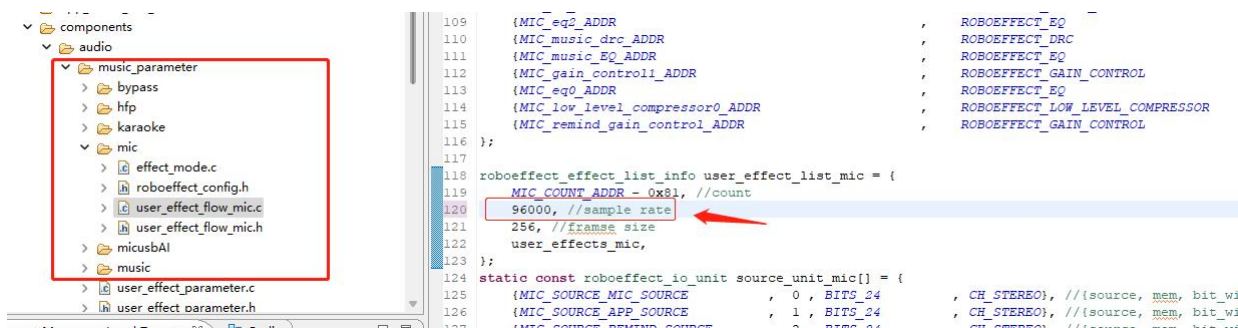 components
audio
music_parameter
bypass
hfp
karaoke
mic
effect_mode.c
roboeffect_config.h
user_effect_flow_mic.c
user_effect_flow_mic.h
micusbAI
music
user_effect_parameter.c
user_effect_parameter.h
109 {MIC_eq2_ADDR , ROBOEFFECT_EQ
110 {MIC_music_drc_ADDR , ROBOEFFECT_DRC
111 {MIC_music_EQ_ADDR , ROBOEFFECT_EQ
112 {MIC_gain_control1_ADDR , ROBOEFFECT_GAIN_CONTROL
113 {MIC_eq0_ADDR , ROBOEFFECT_EQ
114 {MIC_low_level_compressor0_ADDR , ROBOEFFECT_LOW_LEVEL_COMPRESSOR
115 {MIC_remind_gain_control_ADDR , ROBOEFFECT_GAIN_CONTROL
116 };
117
118 roboeffect_effect_list_info user_effect_list_mic = {
119 MIC_COUNT_ADDR - 0x81, //count
120 96000, //sample rate
121 256, //framse size
122 user_effects_mic,
123 };
124 static const roboeffect_io_unit source_unit_mic[] = {
125 {MIC_SOURCE_MIC_SOURCE , 0 , BITS_24 , CH_STEREO}, //{source, mem, bit_wi
126 {MIC_SOURCE_APP_SOURCE , 1 , BITS_24 , CH_STEREO}, //{source, mem, bit_wi